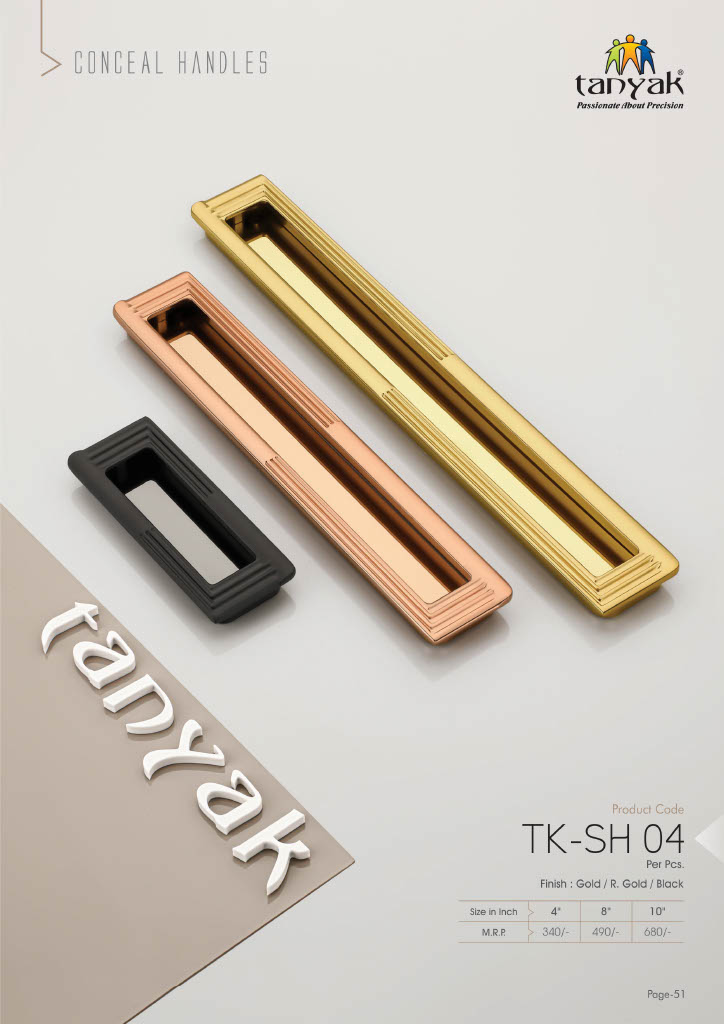 CONCEAL HANDLES
tanyak®
Passionate About Precision
tanyak
Product Code
TK-SH 04
Per Pcs.
Finish : Gold / R. Gold / Black
Size in Inch 4" 8" 10"
M.R.P. 340/- 490/- 680/-
Page-51